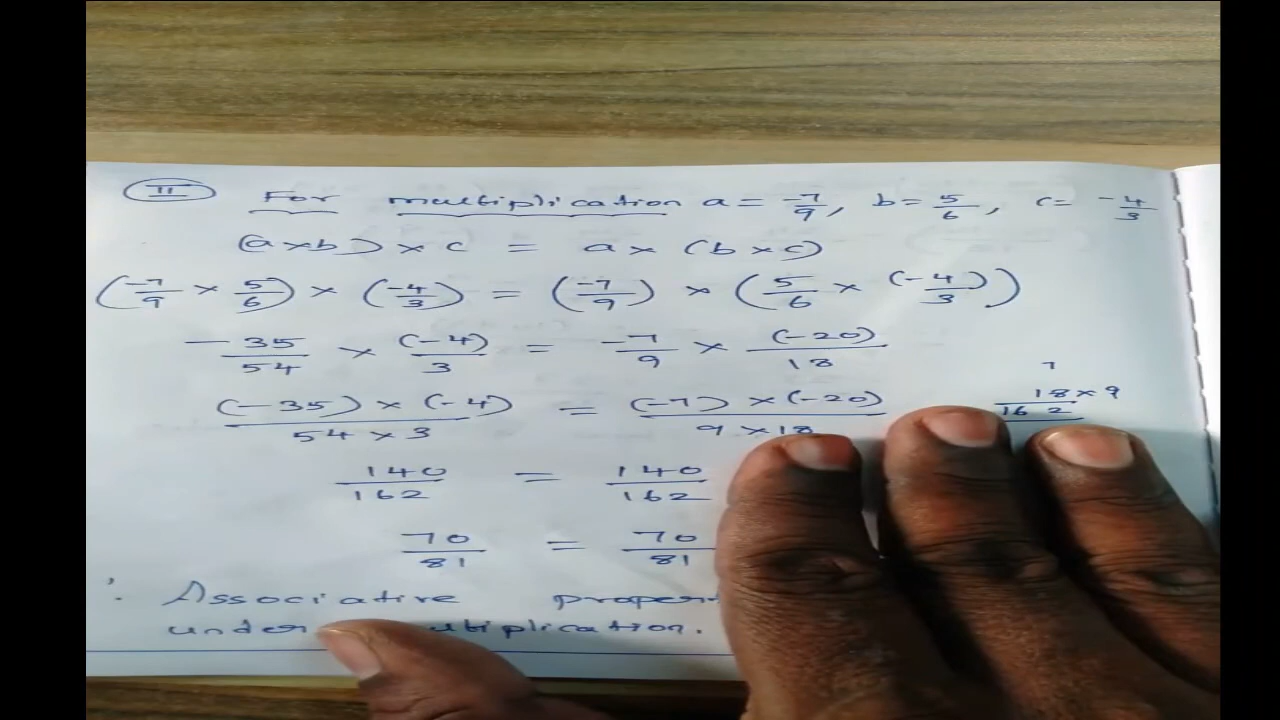 II For multiplication a = -7/9, b = 5/6, c = -4/3
(a×b) × c = a × (b × c)
(-7/9 × 5/6) × (-4/3) = (-7/9) × (5/6 × (-4/3))
-35/54 × (-4)/3 = -7/9 × (-20)/18
(-35) × (-4)/54 × 3 = (-7) × (-20)/9 × 18
7
18 × 9
162
140/162 = 140/162
70/81 = 70/81
∴ Associative
under multiplication.